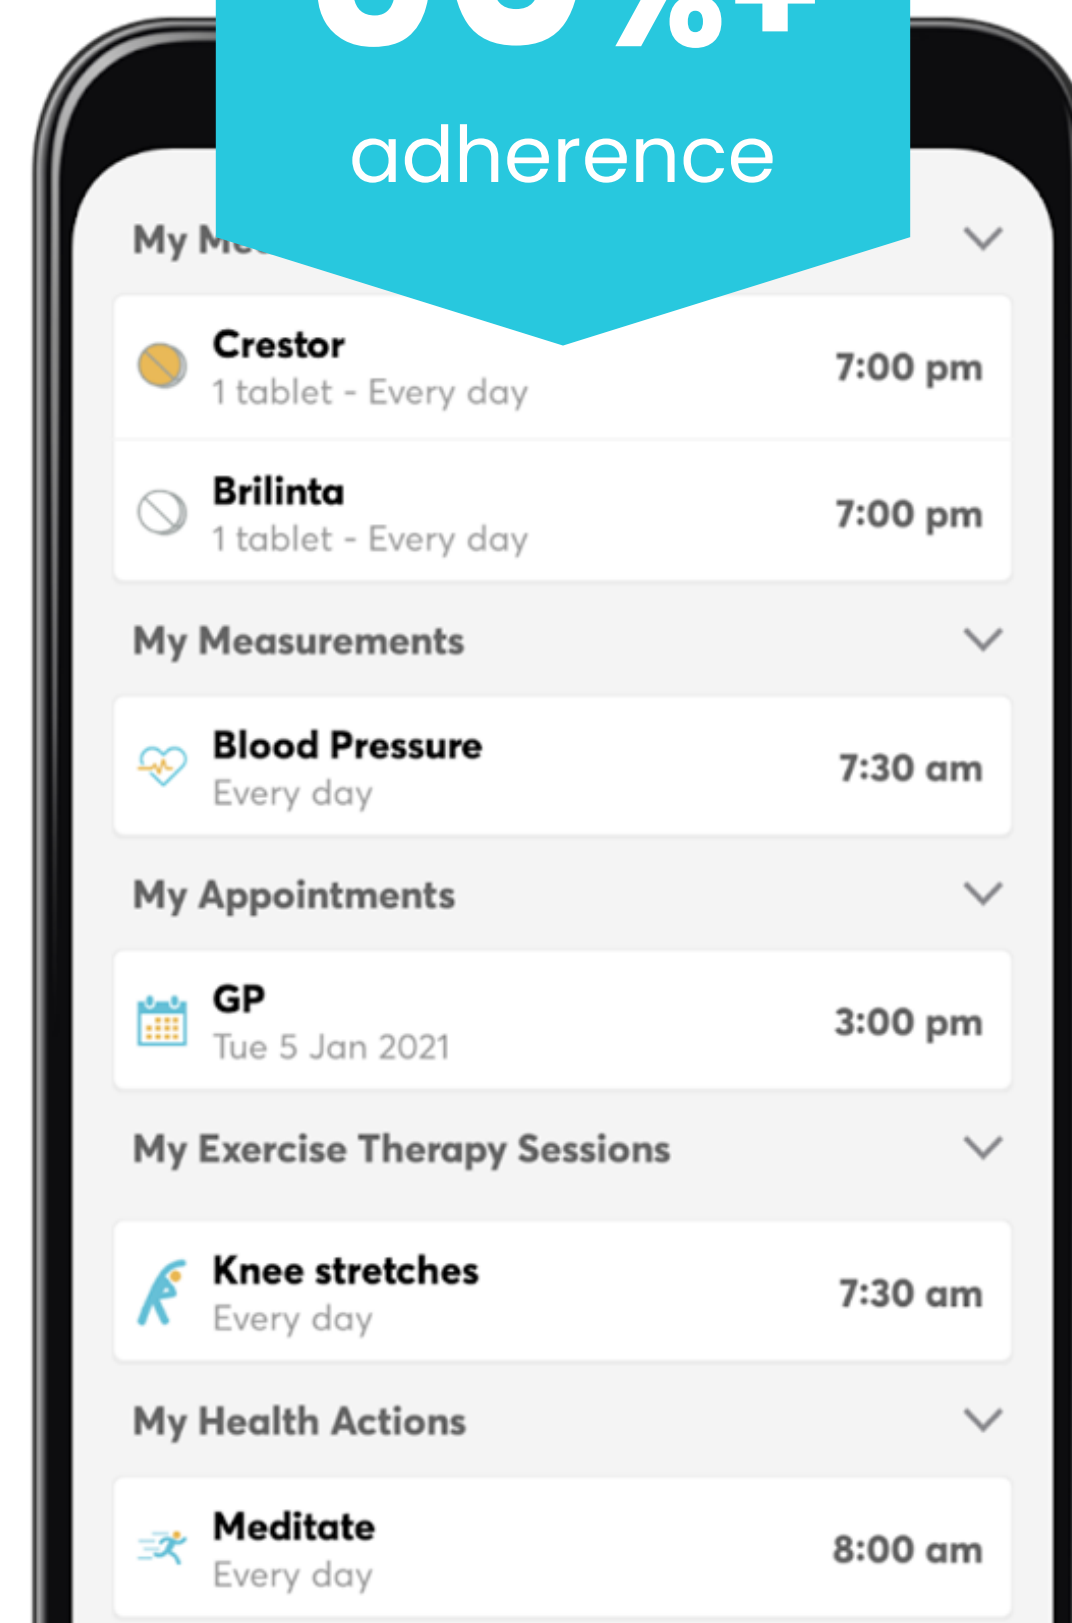 %+
adherence
My
Crestor
1 tablet - Every day
7:00 pm
Brilinta
1 tablet - Every day
7:00 pm
My Measurements
Blood Pressure
Every day
7:30 am
My Appointments
GP
Tue 5 Jan 2021
3:00 pm
My Exercise Therapy Sessions
Knee stretches
Every day
7:30 am
My Health Actions
Meditate
Every day
8:00 am